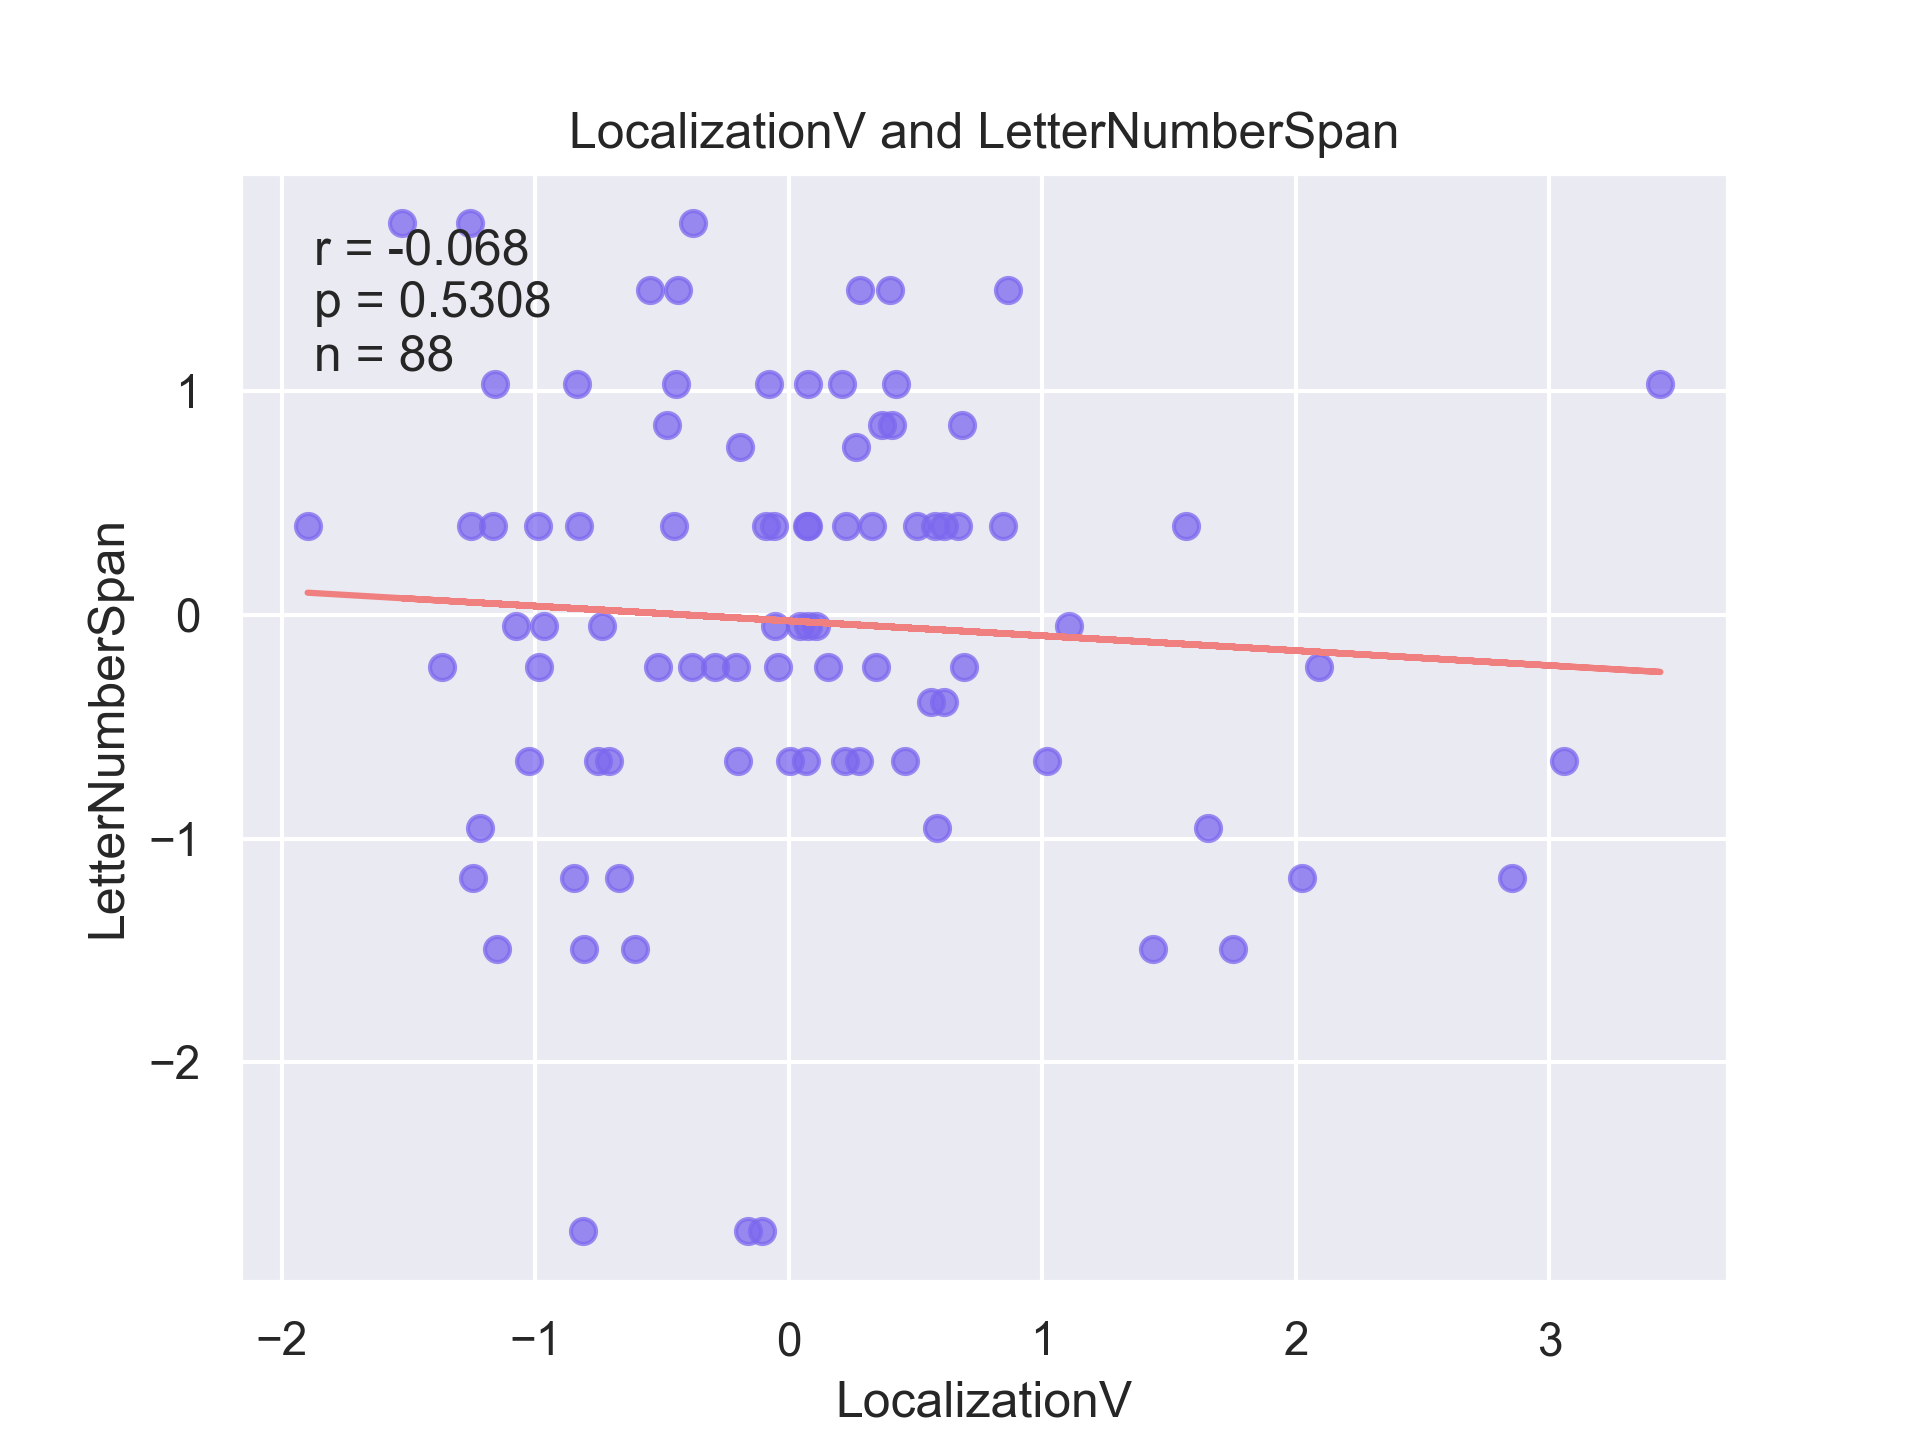 LocalizationV and LetterNumberSpan
r = -0.068
p = 0.5308
n = 88
1
0
−1
−2
LetterNumberSpan
−2 −1 0 1 2 3
LocalizationV